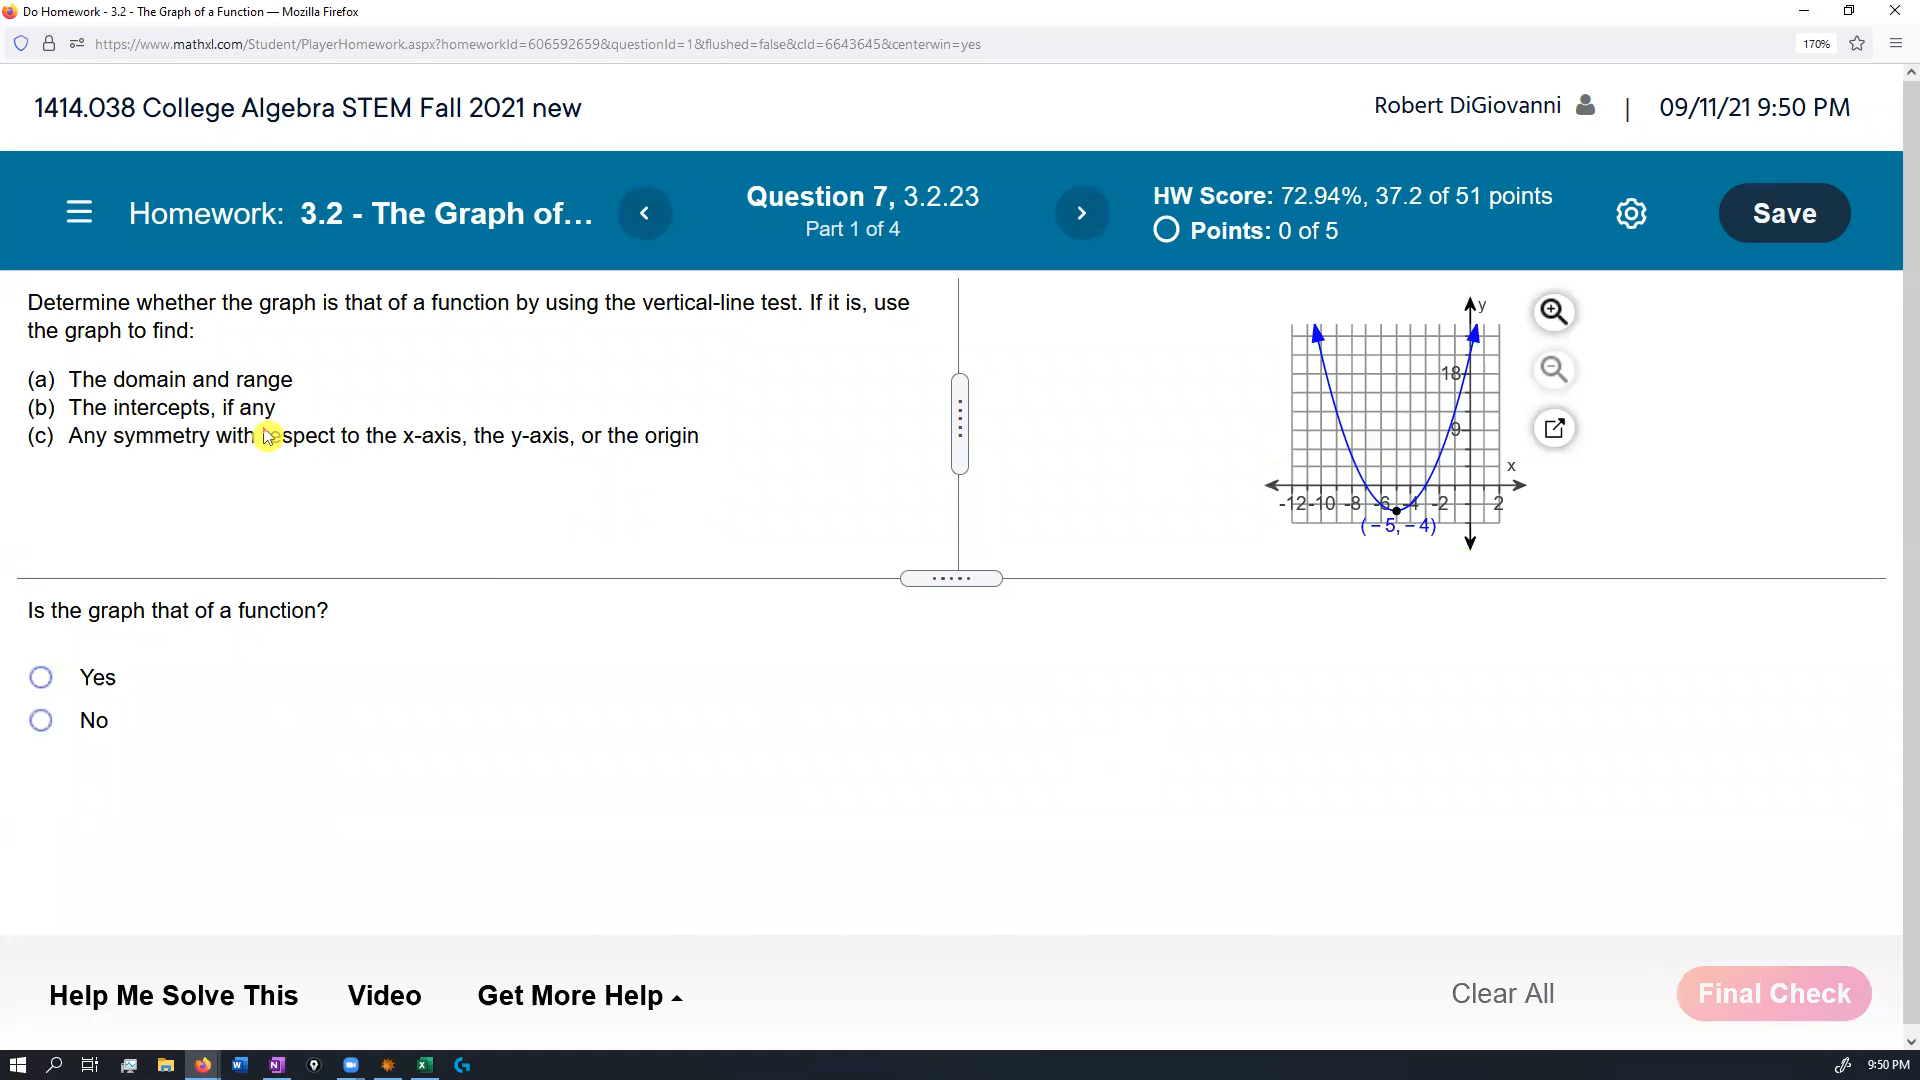 Do Homework - 3.2 - The Graph of a Function — Mozilla Firefox
https://www.mathxl.com/Student/PlayerHomework.aspx?homeworkId=606592659&questionId=1&flushed=false&cId=6643645&centerwin=yes
170%
1414.038 College Algebra STEM Fall 2021 new
Robert DiGiovanni | 09/11/21 9:50 PM
Homework: 3.2 - The Graph of...
Question 7, 3.2.23
Part 1 of 4
HW Score: 72.94%, 37.2 of 51 points
Points: 0 of 5
Save
Determine whether the graph is that of a function by using the vertical-line test. If it is, use
the graph to find:
(a) The domain and range
(b) The intercepts, if any
(c) Any symmetry with respect to the x-axis, the y-axis, or the origin
y
18
9
x
-12 -10 -8 -6 -4 -2 2
(-5,-4)
Is the graph that of a function?
Yes
No
Help Me Solve This
Video
Get More Help
Clear All
Final Check
9:50 PM